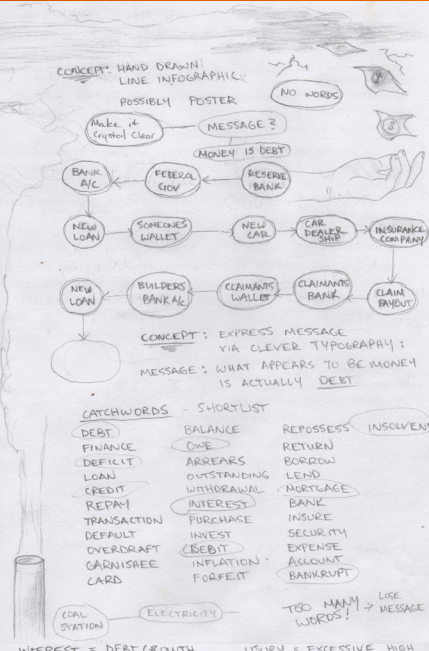 CONCEPT: HAND DRAWN
LINE INFOGRAPHIC
NO WORDS
POSSIBLY POSTER
Make it
Crystal Clear
MESSAGE?
MONEY IS DEBT
BANK
A/C
FEDERAL
GOV
RESERVE
BANK
NEW
LOAN
SOMEONES
WALLET
NEW
CAR
CAR
DEALER
SHIP
INSURANCE
COMPANY
NEW
LOAN
BUILDERS
BANK A/C
CLAIMANTS
WALLET
CLAIMANTS
BANK
CLAIM
PAYOUT
CONCEPT: EXPRESS MESSAGE
VIA CLEVER TYPOGRAPHY:
MESSAGE: WHAT APPEARS TO BE MONEY
IS ACTUALLY DEBT
CATCHWORDS - SHORTLIST
DEBT BALANCE REPOSSESS INSOLVEN
FINANCE OWE RETURN
DEFICIT ARREARS BORROW
LOAN OUTSTANDING LEND
CREDIT WITHDRAWAL MORTGAGE
REPAY INTEREST BANK
TRANSACTION PURCHASE INSURE
DEFAULT INVEST SECURITY
OVERDRAFT DEBIT EXPENSE
GARNISHEE INFLATION ACCOUNT
CARD FORFEIT BANKRUPT
COAL
STATION
ELECTRICITY
TOO MANY
WORDS!
LOSE
MESSAGE
INTEREST = DEBT GROWTH USURY = EXCESSIVE HIGH